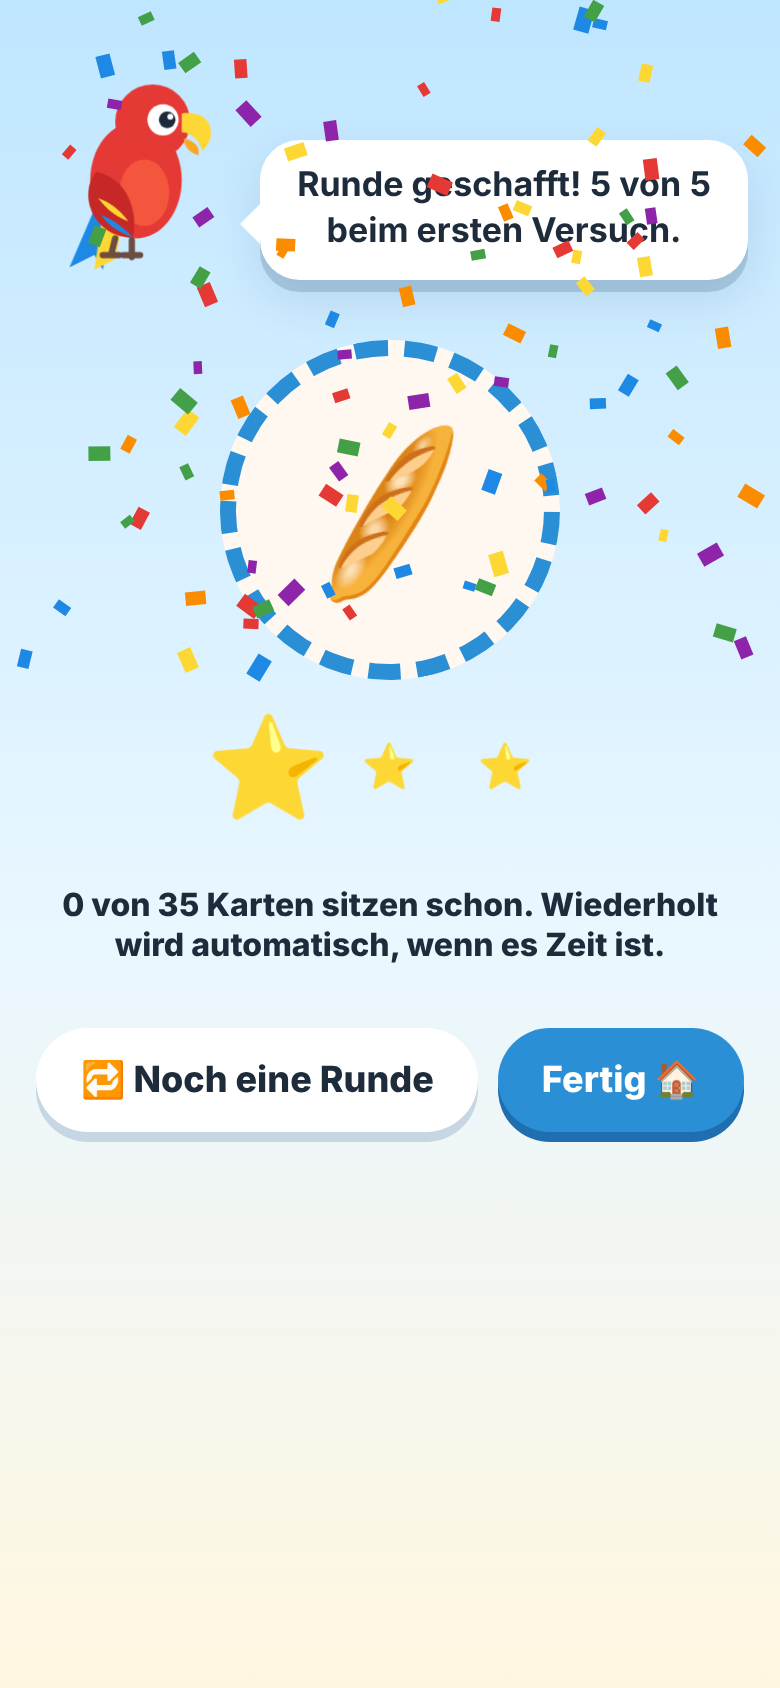 Runde geschafft! 5 von 5
beim ersten Versuch.
0 von 35 Karten sitzen schon. Wiederholt
wird automatisch, wenn es Zeit ist.
Noch eine Runde
Fertig